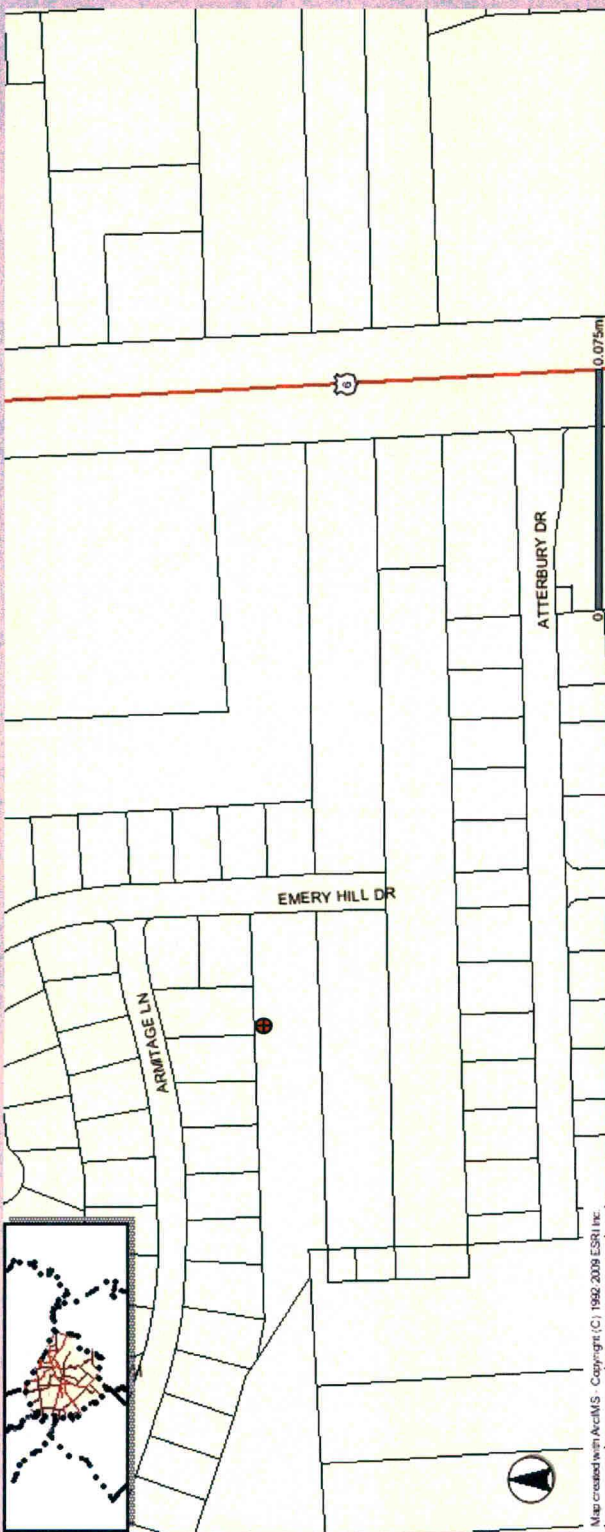 6
EMERY HILL DR
ARMITAGE LN
ATTERBURY DR
0
0.075m
Map created with ArcIMS - Copyright (C) 1992-2009 ESRI Inc.